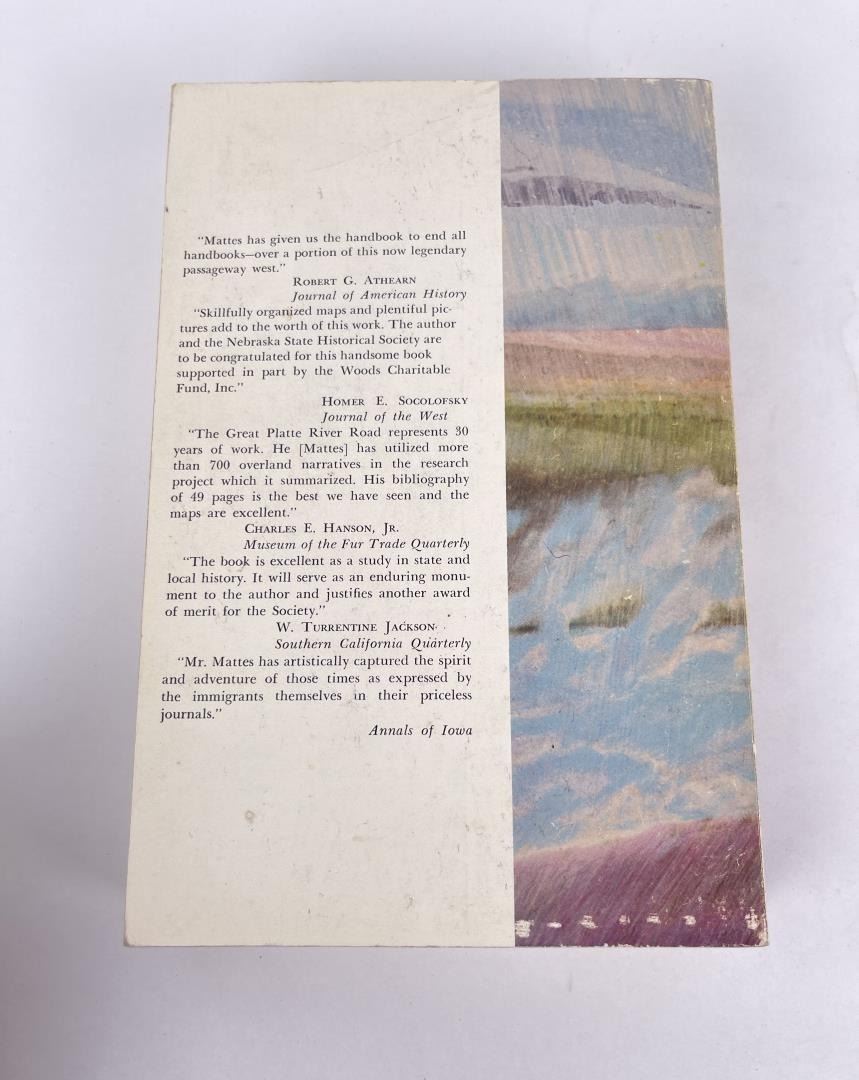 "Mattes has given us the handbook to end all
handbooks—over a portion of this now legendary
passageway west."
ROBERT G. ATHEARN
Journal of American History
"Skillfully organized maps and plentiful pic-
tures add to the worth of this work. The author
and the Nebraska State Historical Society are
to be congratulated for this handsome book
supported in part by the Woods Charitable
Fund, Inc."
HOMER E. SOCOLOFSKY
Journal of the West
"The Great Platte River Road represents 30
years of work. He [Mattes] has utilized more
than 700 overland narratives in the research
project which it summarized. His bibliography
of 49 pages is the best we have seen and the
maps are excellent."
CHARLES E. HANSON, JR.
Museum of the Fur Trade Quarterly
"The book is excellent as a study in state and
local history. It will serve as an enduring monu-
ment to the author and justifies another award
of merit for the Society."
W. TURRENTINE JACKSON
Southern California Quarterly
"Mr. Mattes has artistically captured the spirit
and adventure of those times as expressed by
the immigrants themselves in their priceless
journals."
Annals of Iowa